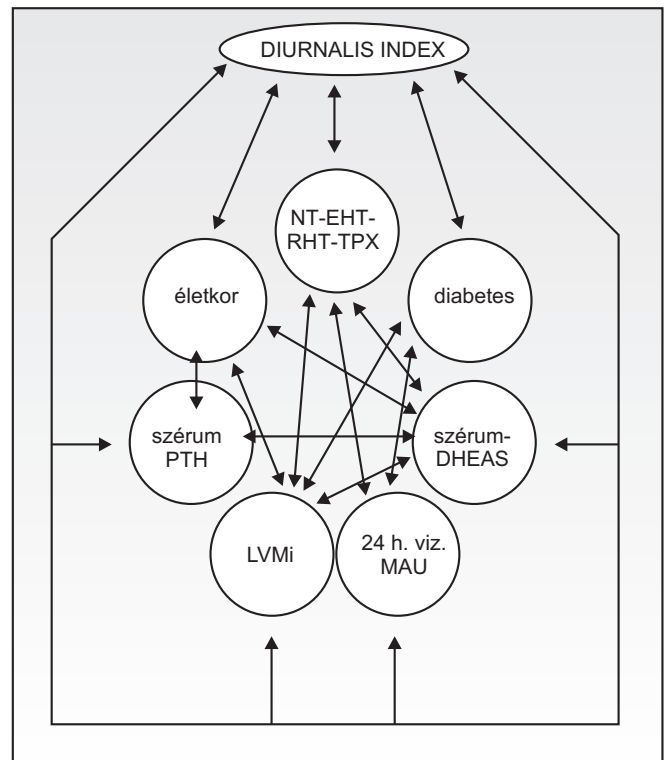 DIURNALIS INDEX
NT-EHT-
RHT-TPX
életkor
diabetes
szérum
PTH
szérum-
DHEAS
LVMi
24 h. viz.
MAU